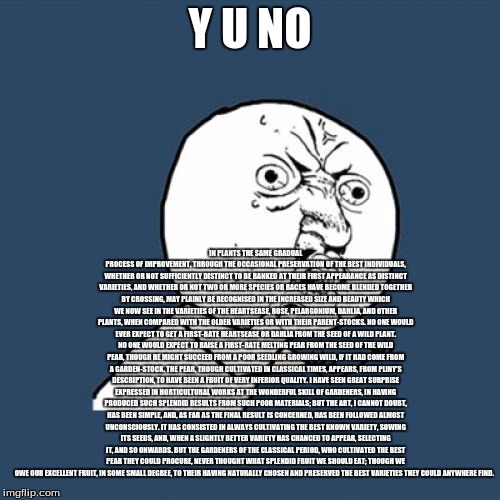 Y U NO
IN PLANTS THE SAME GRADUAL
PROCESS OF IMPROVEMENT, THROUGH THE OCCASIONAL PRESERVATION OF THE BEST INDIVIDUALS,
WHETHER OR NOT SUFFICIENTLY DISTINCT TO BE RANKED AT THEIR FIRST APPEARANCE AS DISTINCT
VARIETIES, AND WHETHER OR NOT TWO OR MORE SPECIES OR RACES HAVE BECOME BLENDED TOGETHER
BY CROSSING, MAY PLAINLY BE RECOGNISED IN THE INCREASED SIZE AND BEAUTY WHICH
WE NOW SEE IN THE VARIETIES OF THE HEARTSEASE, ROSE, PELARGONIUM, DAHLIA, AND OTHER
PLANTS, WHEN COMPARED WITH THE OLDER VARIETIES OR WITH THEIR PARENT-STOCKS. NO ONE WOULD
EVER EXPECT TO GET A FIRST-RATE HEARTSEASE OR DAHLIA FROM THE SEED OF A WILD PLANT.
NO ONE WOULD EXPECT TO RAISE A FIRST-RATE MELTING PEAR FROM THE SEED OF THE WILD
PEAR, THOUGH HE MIGHT SUCCEED FROM A POOR SEEDLING GROWING WILD, IF IT HAD COME FROM
A GARDEN-STOCK. THE PEAR, THOUGH CULTIVATED IN CLASSICAL TIMES, APPEARS, FROM PLINY'S
DESCRIPTION, TO HAVE BEEN A FRUIT OF VERY INFERIOR QUALITY. I HAVE SEEN GREAT SURPRISE
EXPRESSED IN HORTICULTURAL WORKS AT THE WONDERFUL SKILL OF GARDENERS, IN HAVING
PRODUCED SUCH SPLENDID RESULTS FROM SUCH POOR MATERIALS; BUT THE ART, I CANNOT DOUBT,
HAS BEEN SIMPLE, AND, AS FAR AS THE FINAL RESULT IS CONCERNED, HAS BEEN FOLLOWED ALMOST
UNCONSCIOUSLY. IT HAS CONSISTED IN ALWAYS CULTIVATING THE BEST KNOWN VARIETY, SOWING
ITS SEEDS, AND, WHEN A SLIGHTLY BETTER VARIETY HAS CHANCED TO APPEAR, SELECTING
IT, AND SO ONWARDS. BUT THE GARDENERS OF THE CLASSICAL PERIOD, WHO CULTIVATED THE BEST
PEAR THEY COULD PROCURE, NEVER THOUGHT WHAT SPLENDID FRUIT WE SHOULD EAT; THOUGH WE
OWE OUR EXCELLENT FRUIT, IN SOME SMALL DEGREE, TO THEIR HAVING NATURALLY CHOSEN AND PRESERVED THE BEST VARIETIES THEY COULD ANYWHERE FIND.
imgflip.com